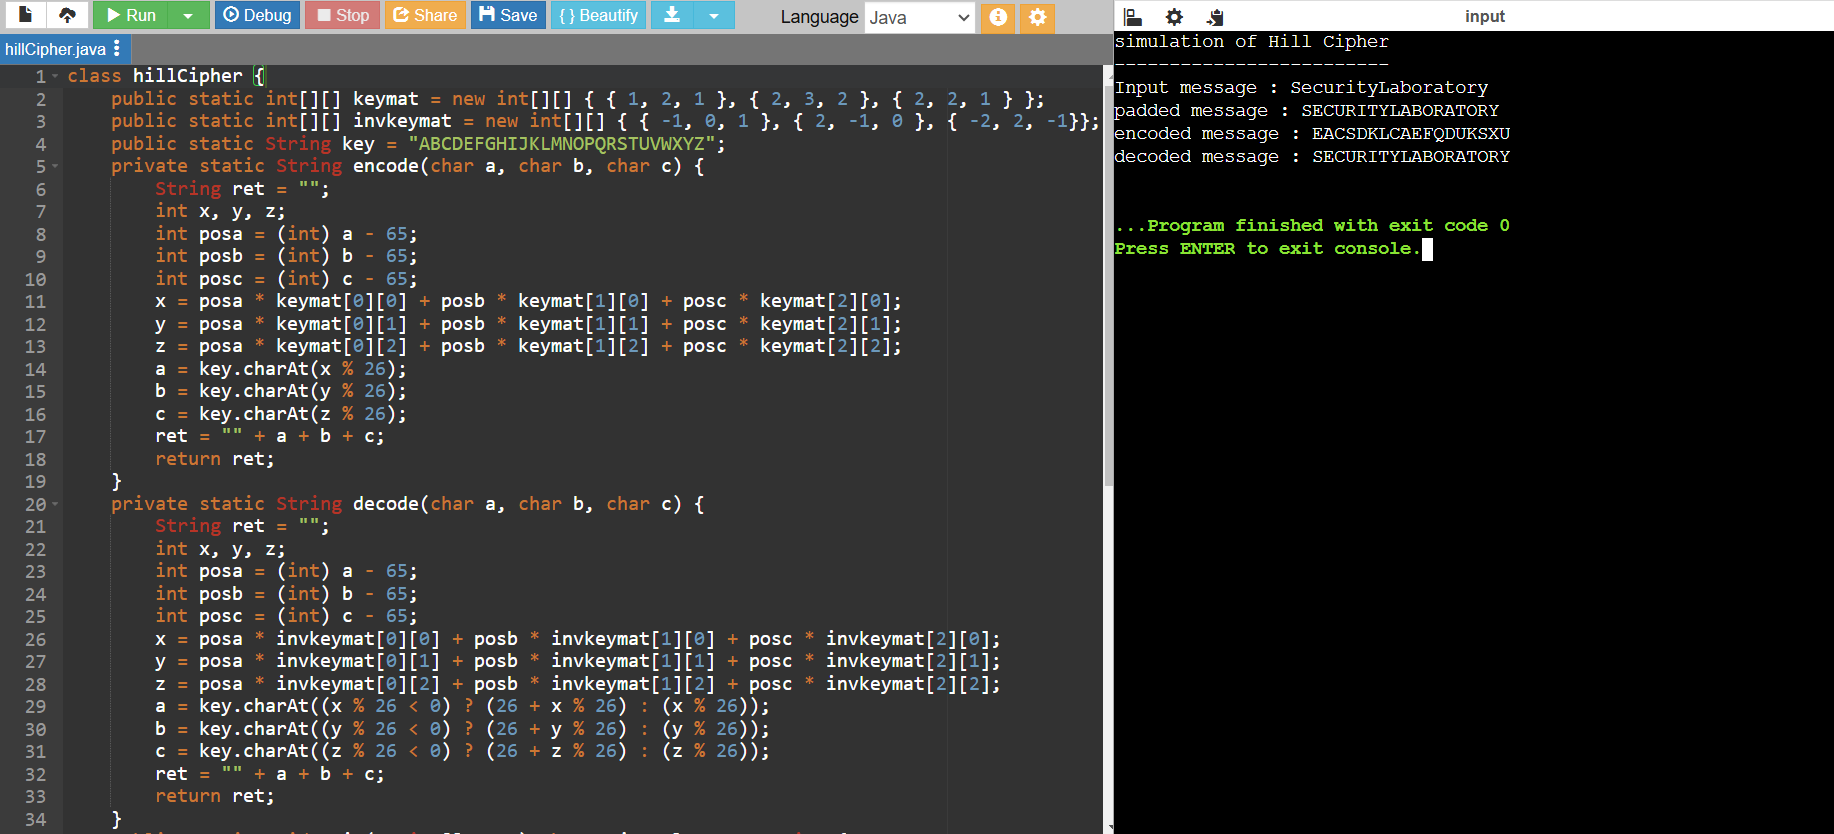 Run Debug Stop Share Save { } Beautify Language Java
hillCipher.java
1 class hillCipher {
2 public static int[][] keymat = new int[][] { { 1, 2, 1 }, { 2, 3, 2 }, { 2, 2, 1 } };
3 public static int[][] invkeymat = new int[][] { { -1, 0, 1 }, { 2, -1, 0 }, { -2, 2, -1}};
4 public static String key = "ABCDEFGHIJKLMNOPQRSTUVWXYZ";
5 private static String encode(char a, char b, char c) {
6 String ret = "";
7 int x, y, z;
8 int posa = (int) a - 65;
9 int posb = (int) b - 65;
10 int posc = (int) c - 65;
11 x = posa * keymat[0][0] + posb * keymat[1][0] + posc * keymat[2][0];
12 y = posa * keymat[0][1] + posb * keymat[1][1] + posc * keymat[2][1];
13 z = posa * keymat[0][2] + posb * keymat[1][2] + posc * keymat[2][2];
14 a = key.charAt(x % 26);
15 b = key.charAt(y % 26);
16 c = key.charAt(z % 26);
17 ret = "" + a + b + c;
18 return ret;
19 }
20 private static String decode(char a, char b, char c) {
21 String ret = "";
22 int x, y, z;
23 int posa = (int) a - 65;
24 int posb = (int) b - 65;
25 int posc = (int) c - 65;
26 x = posa * invkeymat[0][0] + posb * invkeymat[1][0] + posc * invkeymat[2][0];
27 y = posa * invkeymat[0][1] + posb * invkeymat[1][1] + posc * invkeymat[2][1];
28 z = posa * invkeymat[0][2] + posb * invkeymat[1][2] + posc * invkeymat[2][2];
29 a = key.charAt((x % 26 < 0) ? (26 + x % 26) : (x % 26));
30 b = key.charAt((y % 26 < 0) ? (26 + y % 26) : (y % 26));
31 c = key.charAt((z % 26 < 0) ? (26 + z % 26) : (z % 26));
32 ret = "" + a + b + c;
33 return ret;
34 }
input
simulation of Hill Cipher
-------------------------
Input message : SecurityLaboratory
padded message : SECURITYLABORATORY
encoded message : EACSDKLCAEFQDUKSXU
decoded message : SECURITYLABORATORY
...Program finished with exit code 0
Press ENTER to exit console.